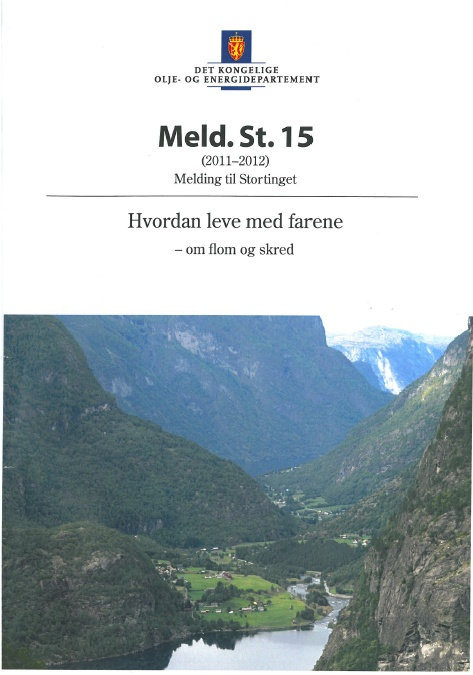 DET KONGELIGE
OLJE- OG ENERGIDEPARTEMENT
Meld. St. 15
(2011–2012)
Melding til Stortinget
Hvordan leve med farene
– om flom og skred